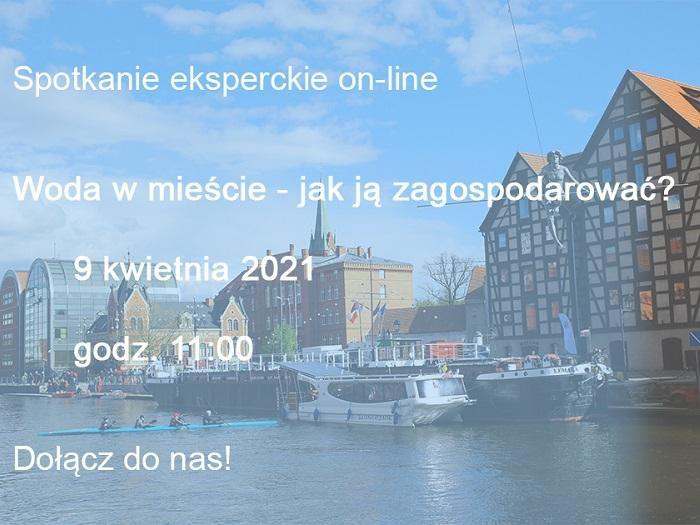 Spotkanie eksperckie on-line
Woda w mieście - jak ją zagospodarować?
9 kwietnia 2021
godz. 11:00
Dołącz do nas!